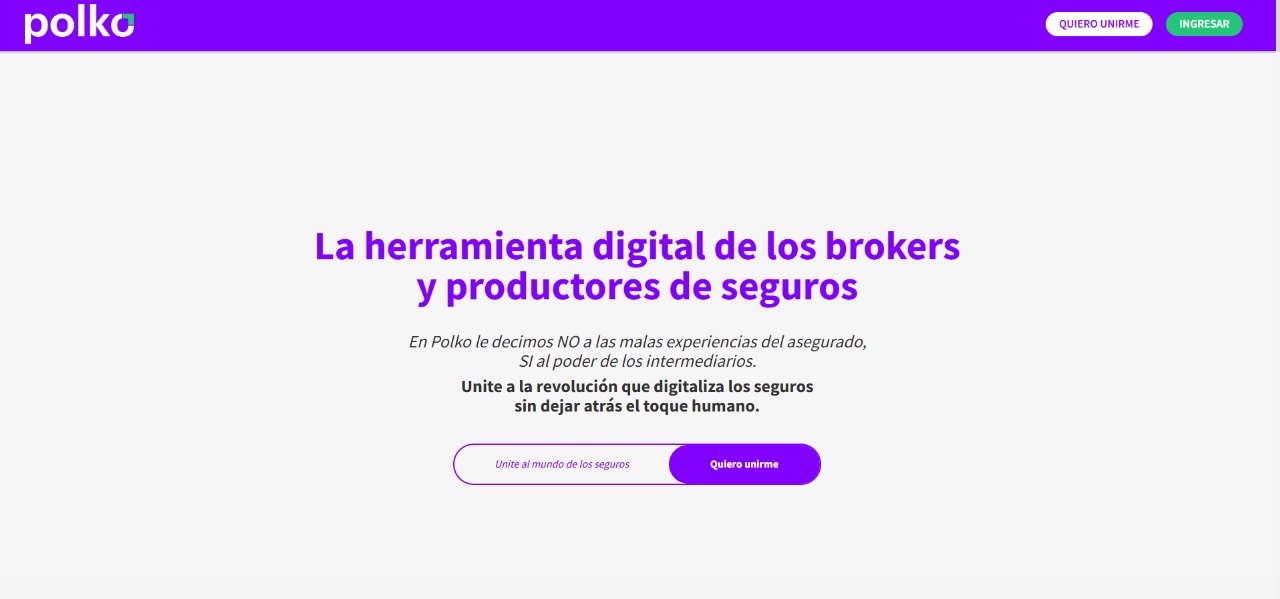 polko
QUIERO UNIRME
INGRESAR
La herramienta digital de los brokers
y productores de seguros
En Polko le decimos NO a las malas experiencias del asegurado,
SI al poder de los intermediarios.
Unite a la revolución que digitaliza los seguros
sin dejar atrás el toque humano.
Unite al mundo de los seguros
Quiero unirme